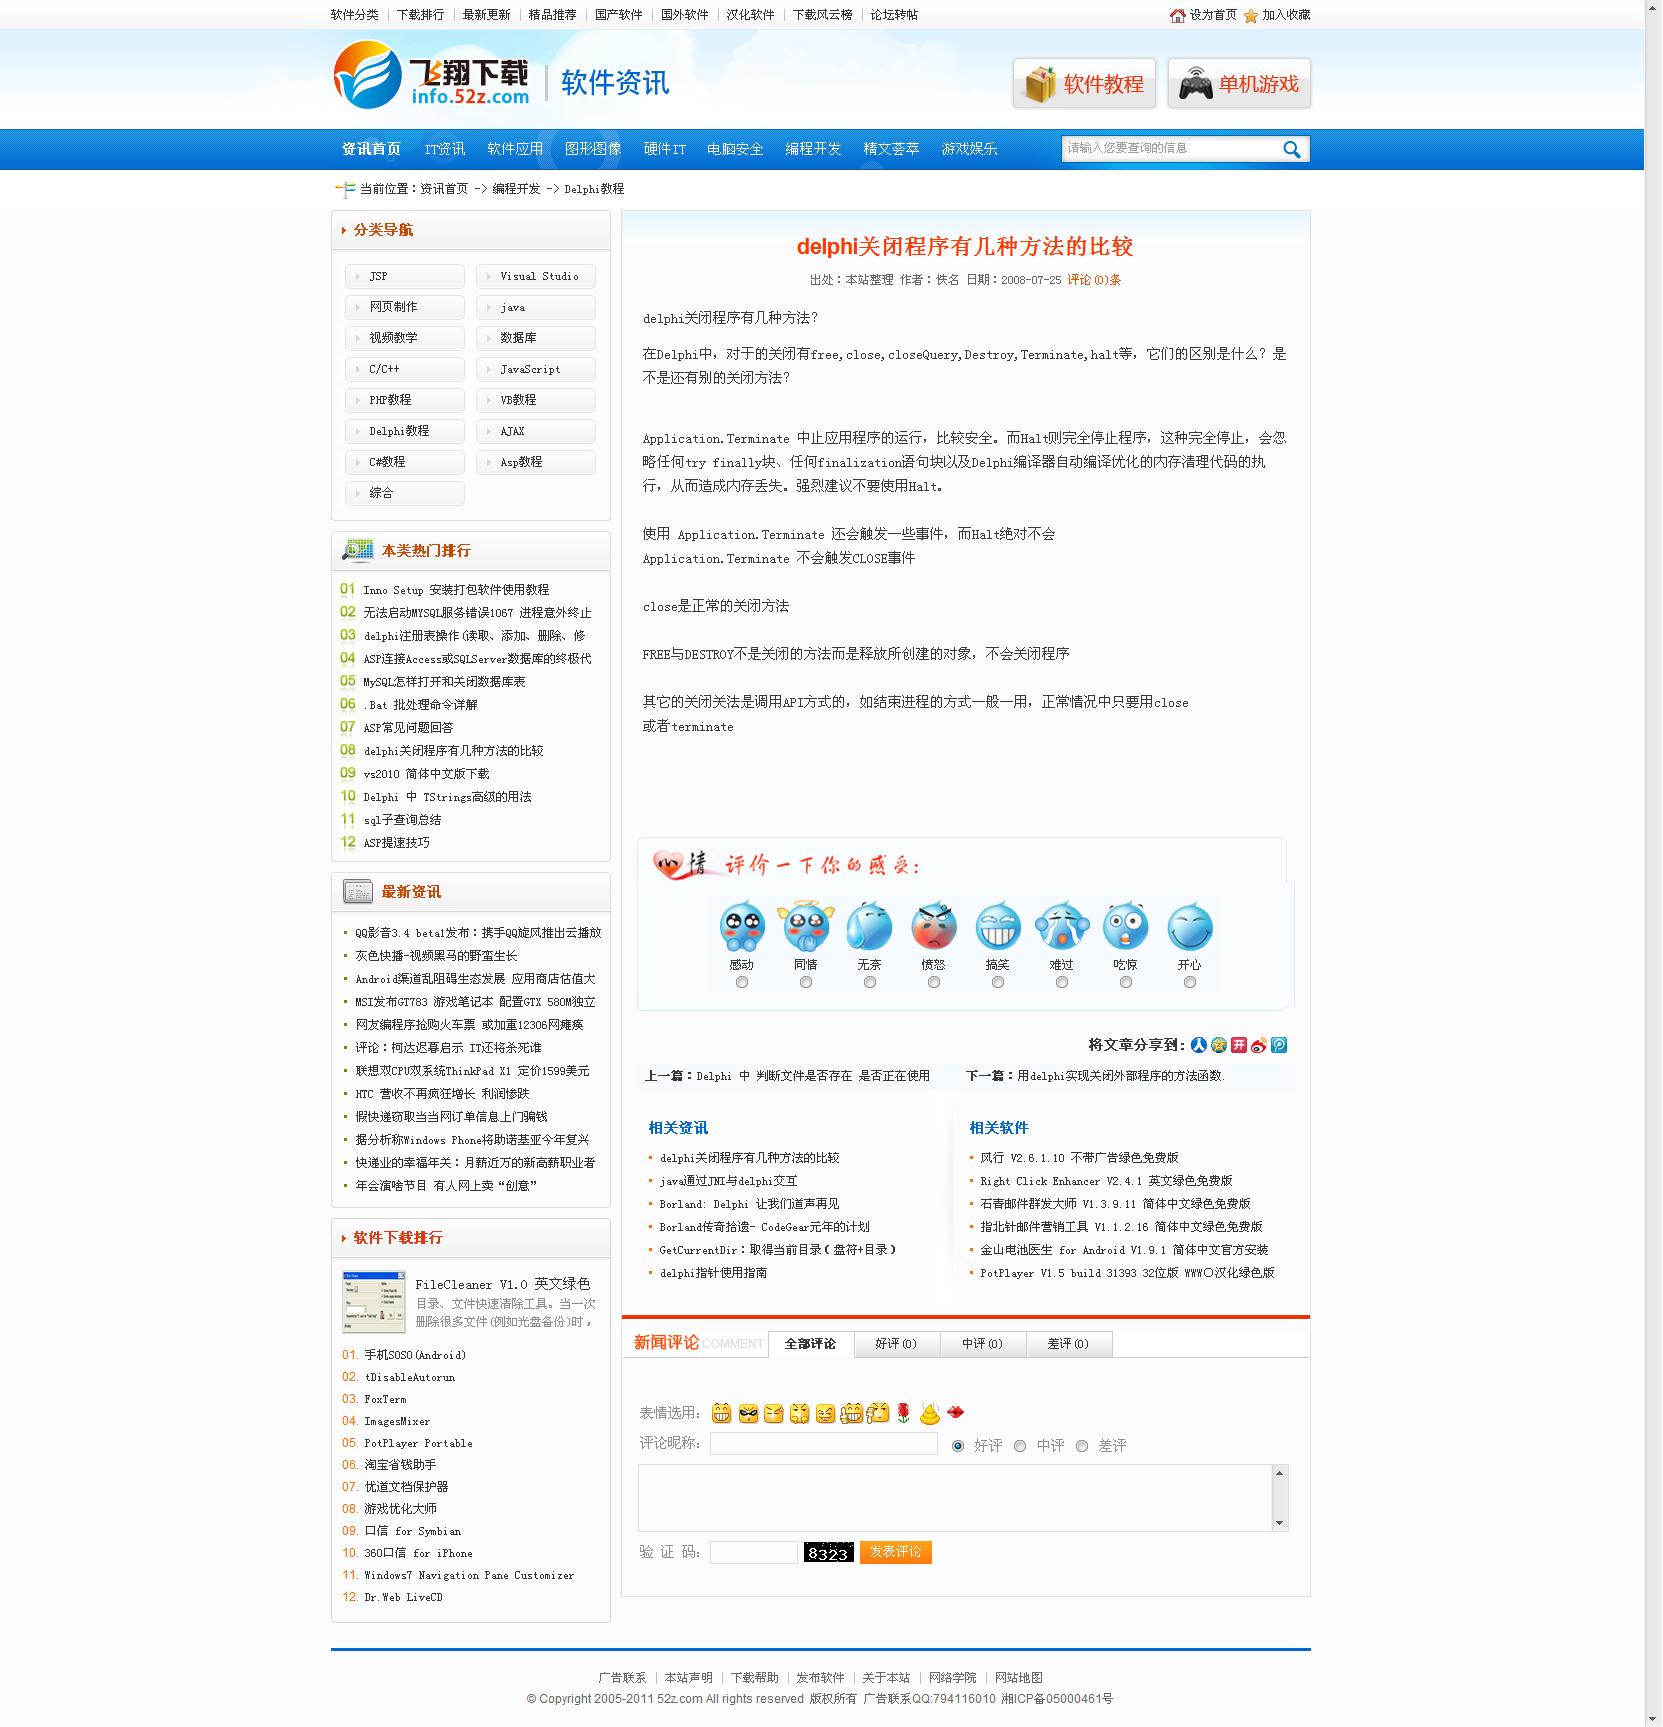 软件分类 下载排行 最新更新 精品推荐 国产软件 国外软件 汉化软件 下载风云榜 论坛转帖 设为首页 加入收藏
飞翔下载
info.52z.com
软件资讯
软件教程 单机游戏
资讯首页 IT资讯 软件应用 图形图像 硬件IT 电脑安全 编程开发 精文荟萃 游戏娱乐 请输入您要查询的信息
当前位置：资讯首页 -> 编程开发 -> Delphi教程
分类导航
JSP Visual Studio
网页制作 java
视频教学 数据库
C/C++ JavaScript
PHP教程 VB教程
Delphi教程 AJAX
C#教程 Asp教程
综合
本类热门排行
01 Inno Setup 安装打包软件使用教程
02 无法启动MYSQL服务错误1067 进程意外终止
03 delphi注册表操作(读取、添加、删除、修
04 ASP连接Access或SQLServer数据库的终极代
05 MySQL怎样打开和关闭数据库表
06 .Bat 批处理命令详解
07 ASP常见问题回答
08 delphi关闭程序有几种方法的比较
09 vs2010 简体中文版下载
10 Delphi 中 TStrings高级的用法
11 sql子查询总结
12 ASP提速技巧
最新资讯
QQ影音3.4 beta1发布：携手QQ旋风推出云播放
灰色快播-视频黑马的野蛮生长
Android渠道乱阻碍生态发展 应用商店估值大
MSI发布GT783 游戏笔记本 配置GTX 580M独立
网友编程序抢购火车票 或加重12306网瘫痪
评论：柯达迟暮启示 IT还将杀死谁
联想双CPU双系统ThinkPad X1 定价1599美元
HTC 营收不再疯狂增长 利润惨跌
假快递窃取当当网订单信息上门骗钱
据分析称Windows Phone将助诺基亚今年复兴
快递业的幸福年关：月薪近万的新高薪职业者
年会演啥节目 有人网上卖“创意”
软件下载排行
FileCleaner V1.0 英文绿色
目录、文件快速清除工具。当一次
删除很多文件(例如光盘备份)时，
01. 手机SOSO(Android)
02. tDisableAutorun
03. FoxTerm
04. ImagesMixer
05. PotPlayer Portable
06. 淘宝省钱助手
07. 优道文档保护器
08. 游戏优化大师
09. 口信 for Symbian
10. 360口信 for iPhone
11. Windows7 Navigation Pane Customizer
12. Dr.Web LiveCD
delphi关闭程序有几种方法的比较
出处：本站整理 作者：佚名 日期：2008-07-25 评论(0)条
delphi关闭程序有几种方法？
在Delphi中，对于的关闭有free,close,closeQuery,Destroy,Terminate,halt等，它们的区别是什么？是
不是还有别的关闭方法？
Application.Terminate 中止应用程序的运行，比较安全。而Halt则完全停止程序，这种完全停止，会忽
略任何try finally块、任何finalization语句块以及Delphi编译器自动编译优化的内存清理代码的执
行，从而造成内存丢失。强烈建议不要使用Halt。
使用 Application.Terminate 还会触发一些事件，而Halt绝对不会
Application.Terminate 不会触发CLOSE事件
close是正常的关闭方法
FREE与DESTROY不是关闭的方法而是释放所创建的对象，不会关闭程序
其它的关闭关法是调用API方式的，如结束进程的方式一般一用，正常情况中只要用close
或者terminate
心情 评价一下你的感受：
感动 同情 无奈 愤怒 搞笑 难过 吃惊 开心
将文章分享到：
上一篇：Delphi 中 判断文件是否存在 是否正在使用 下一篇：用delphi实现关闭外部程序的方法函数.
相关资讯
delphi关闭程序有几种方法的比较
java通过JNI与delphi交互
Borland: Delphi 让我们道声再见
Borland传奇拾遗- CodeGear元年的计划
GetCurrentDir：取得当前目录（盘符+目录）
delphi指针使用指南
相关软件
风行 V2.6.1.10 不带广告绿色免费版
Right Click Enhancer V2.4.1 英文绿色免费版
石青邮件群发大师 V1.3.9.11 简体中文绿色免费版
指北针邮件营销工具 V1.1.2.16 简体中文绿色免费版
金山电池医生 for Android V1.9.1 简体中文官方安装
PotPlayer V1.5 build 31393 32位版 WWW○汉化绿色版
新闻评论 COMMENT 全部评论 好评(0) 中评(0) 差评(0)
表情选用：
评论昵称： 好评 中评 差评
验 证 码： 8323 发表评论
广告联系 本站声明 下载帮助 发布软件 关于本站 网络学院 网站地图
© Copyright 2005-2011 52z.com All rights reserved 版权所有 广告联系QQ:794116010 湘ICP备05000461号